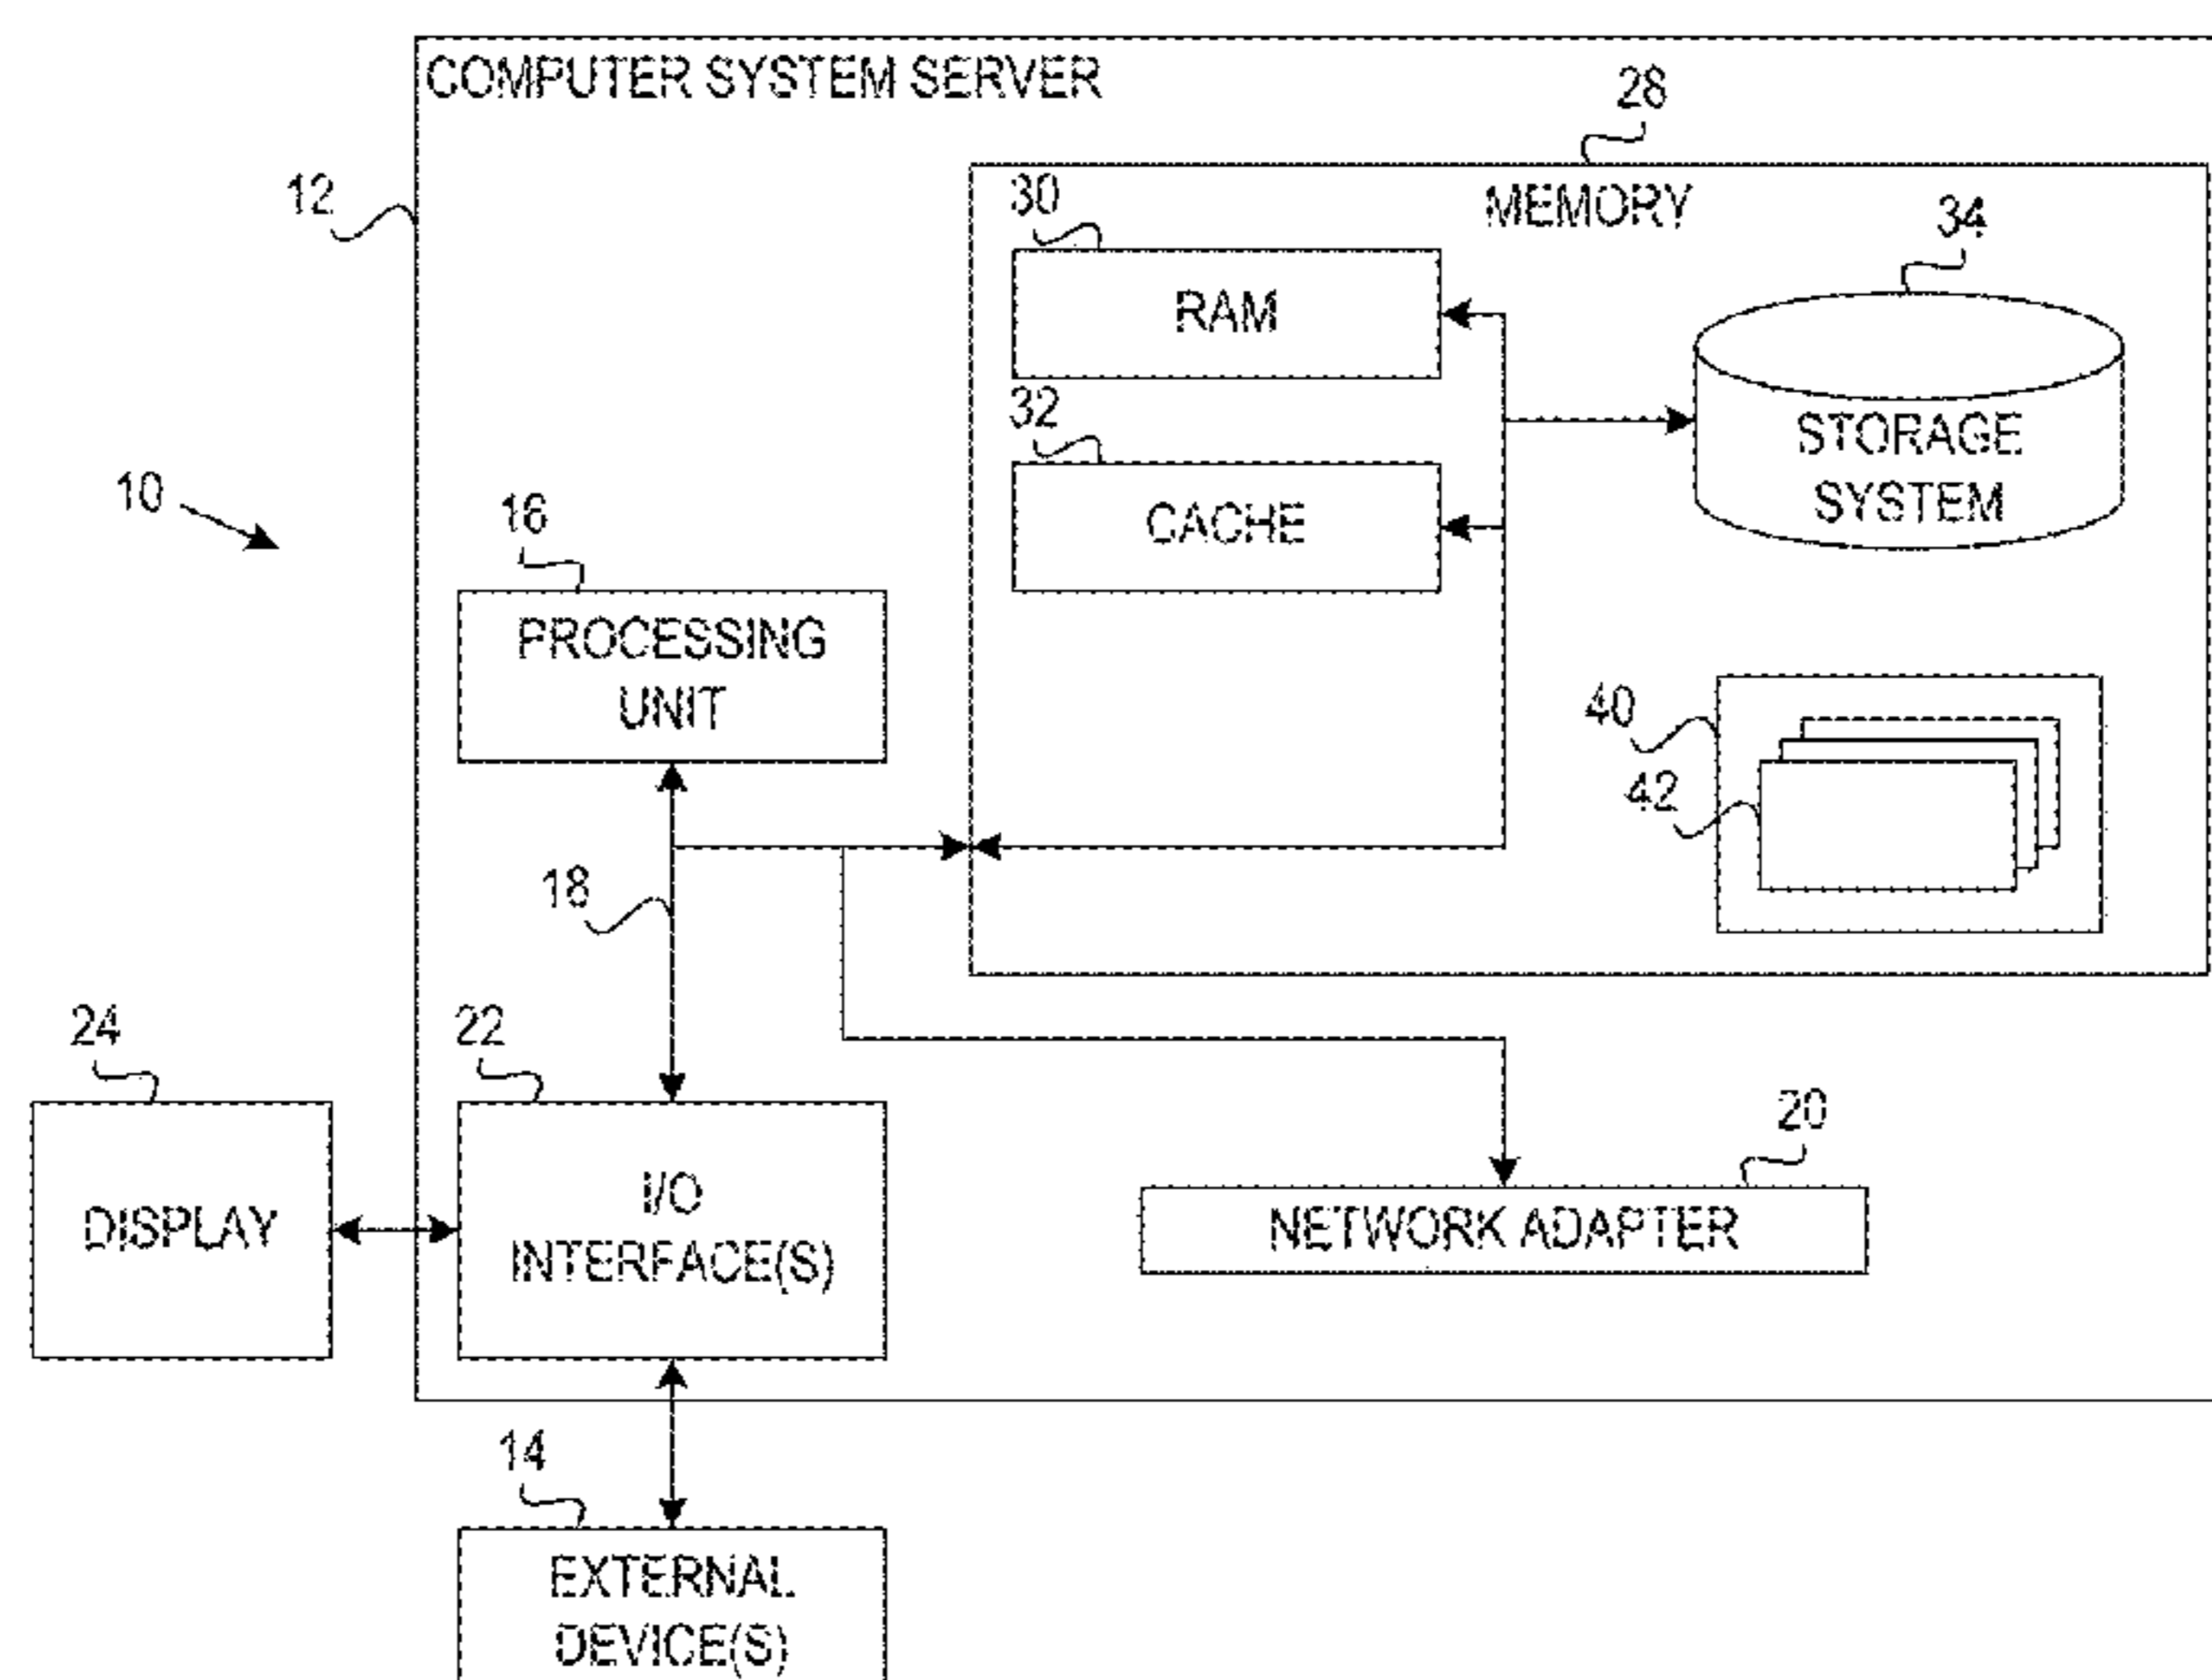 COMPUTER SYSTEM SERVER
28
12
30
MEMORY
34
RAM
32
STORAGE
SYSTEM
10
16
CACHE
PROCESSING
UNIT
40
42
18
24
22
20
DISPLAY
I/O
INTERFACE(S)
NETWORK ADAPTER
14
EXTERNAL
DEVICE(S)